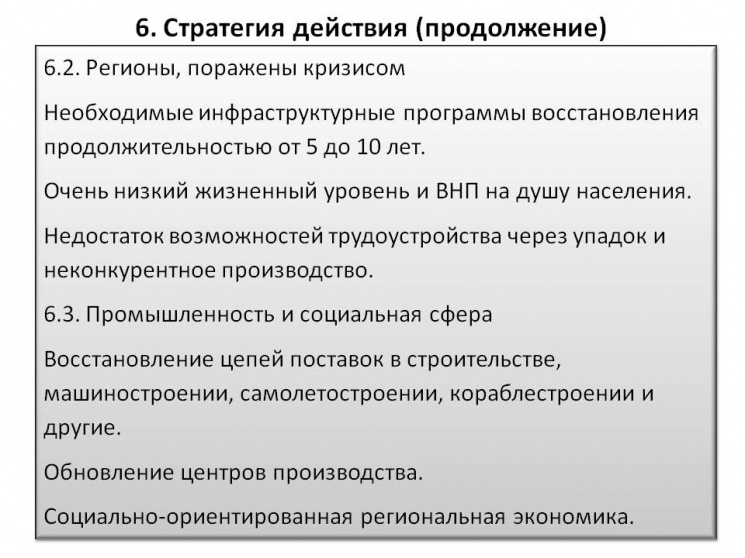 6. Стратегия действия (продолжение)
6.2. Регионы, поражены кризисом
Необходимые инфраструктурные программы восстановления
продолжительностью от 5 до 10 лет.
Очень низкий жизненный уровень и ВНП на душу населения.
Недостаток возможностей трудоустройства через упадок и
неконкурентное производство.
6.3. Промышленность и социальная сфера
Восстановление цепей поставок в строительстве,
машиностроении, самолетостроении, кораблестроении и
другие.
Обновление центров производства.
Социально-ориентированная региональная экономика.